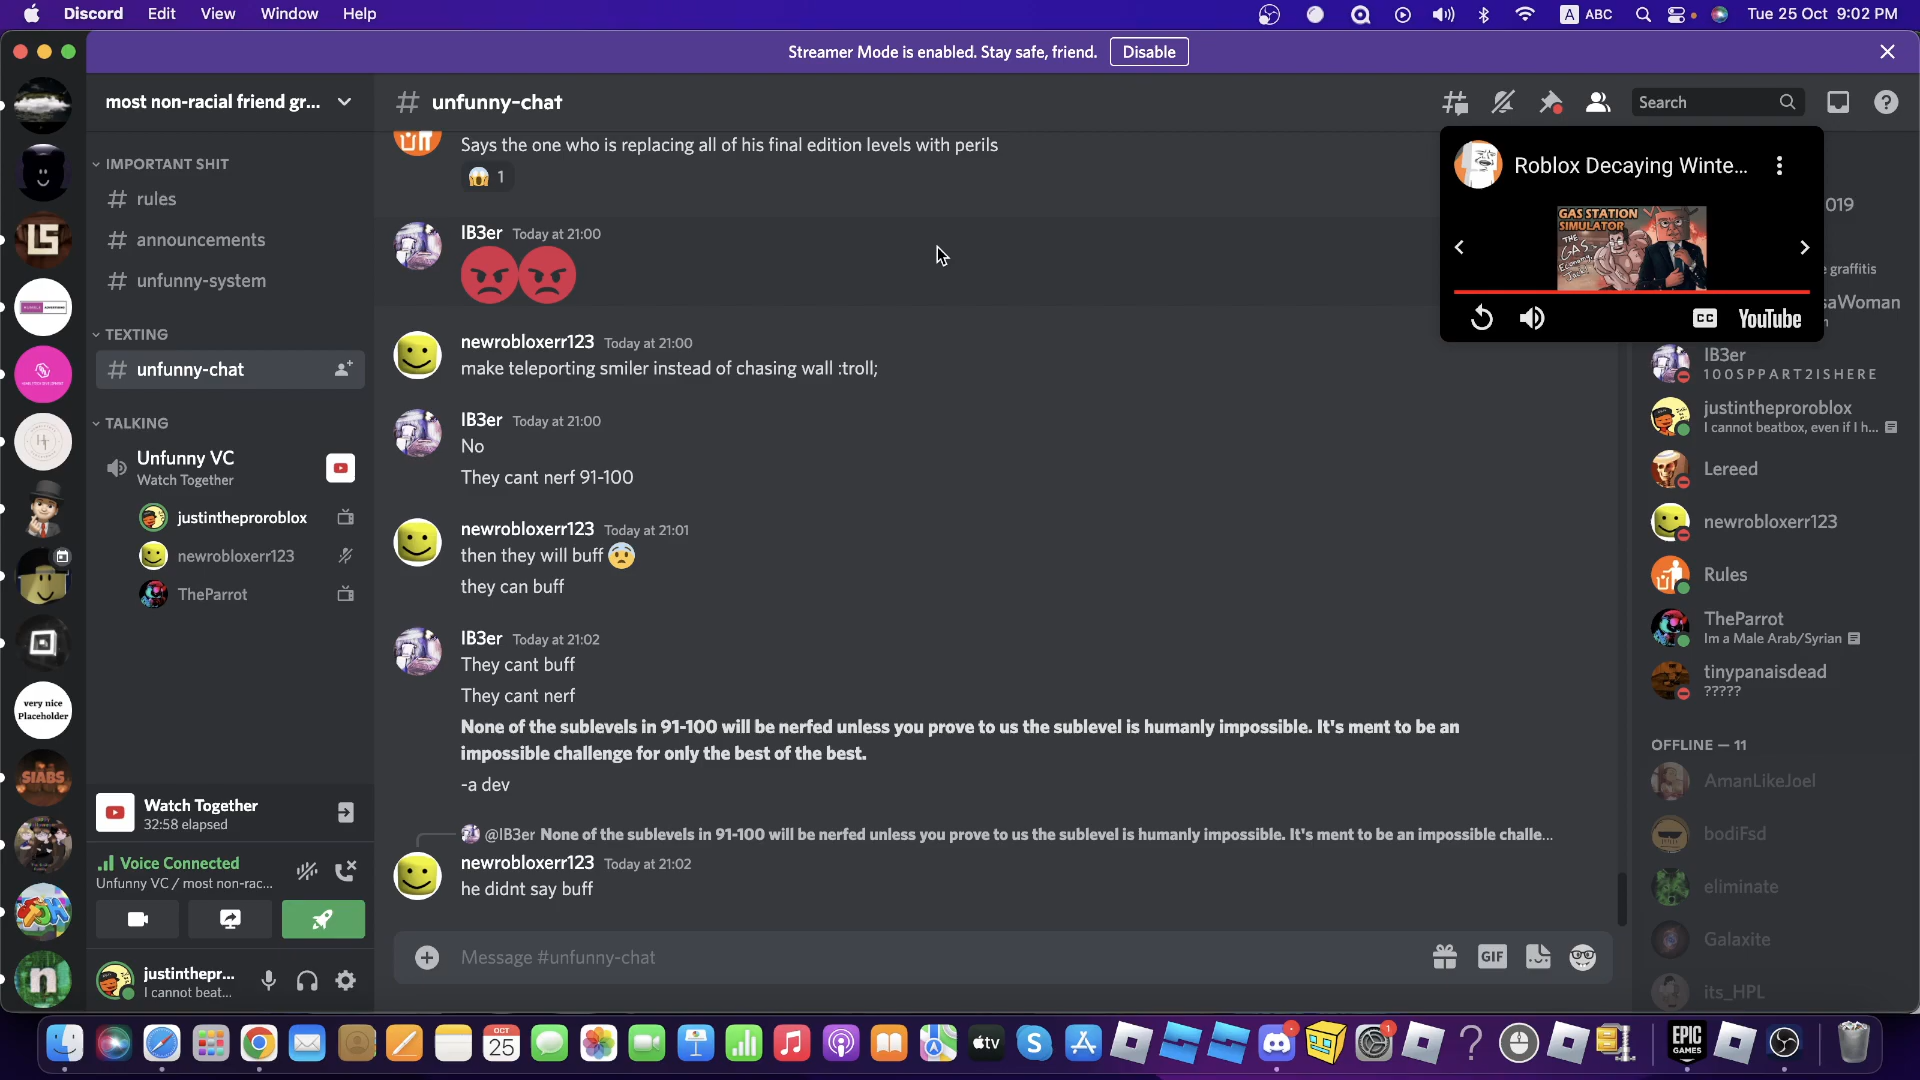 Discord Edit View Window Help
A ABC Tue 25 Oct 9:02 PM
Streamer Mode is enabled. Stay safe, friend. Disable
most non-racial friend gr...
IMPORTANT SHIT
# rules
# announcements
# unfunny-system
TEXTING
# unfunny-chat
TALKING
Unfunny VC
Watch Together
justintheproroblox
newrobloxerr123
TheParrot
Watch Together
32:58 elapsed
Voice Connected
Unfunny VC / most non-rac...
justinthepr...
I cannot beat...
very nice
Placeholder
SIABS
n
# unfunny-chat
Search
Says the one who is replacing all of his final edition levels with perils
1
IB3er Today at 21:00
newrobloxerr123 Today at 21:00
make teleporting smiler instead of chasing wall :troll;
IB3er Today at 21:00
No
They cant nerf 91-100
newrobloxerr123 Today at 21:01
then they will buff
they can buff
IB3er Today at 21:02
They cant buff
They cant nerf
None of the sublevels in 91-100 will be nerfed unless you prove to us the sublevel is humanly impossible. It's ment to be an
impossible challenge for only the best of the best.
-a dev
@IB3er None of the sublevels in 91-100 will be nerfed unless you prove to us the sublevel is humanly impossible. It's ment to be an impossible challe...
newrobloxerr123 Today at 21:02
he didnt say buff
Message #unfunny-chat
GIF
Roblox Decaying Winte...
GAS STATION
SIMULATOR
THE
GAS
Economy,
Jack!
CC YouTube
019
e graffitis
saWoman
IB3er
100SPPART2ISHERE
justintheproroblox
I cannot beatbox, even if I h...
Lereed
newrobloxerr123
Rules
TheParrot
Im a Male Arab/Syrian
tinypanaisdead
?????
OFFLINE — 11
AmanLikeJoel
bodiFsd
eliminate
Galaxite
its_HPL
OCT
25
tv
S
1
?
EPIC
GAMES